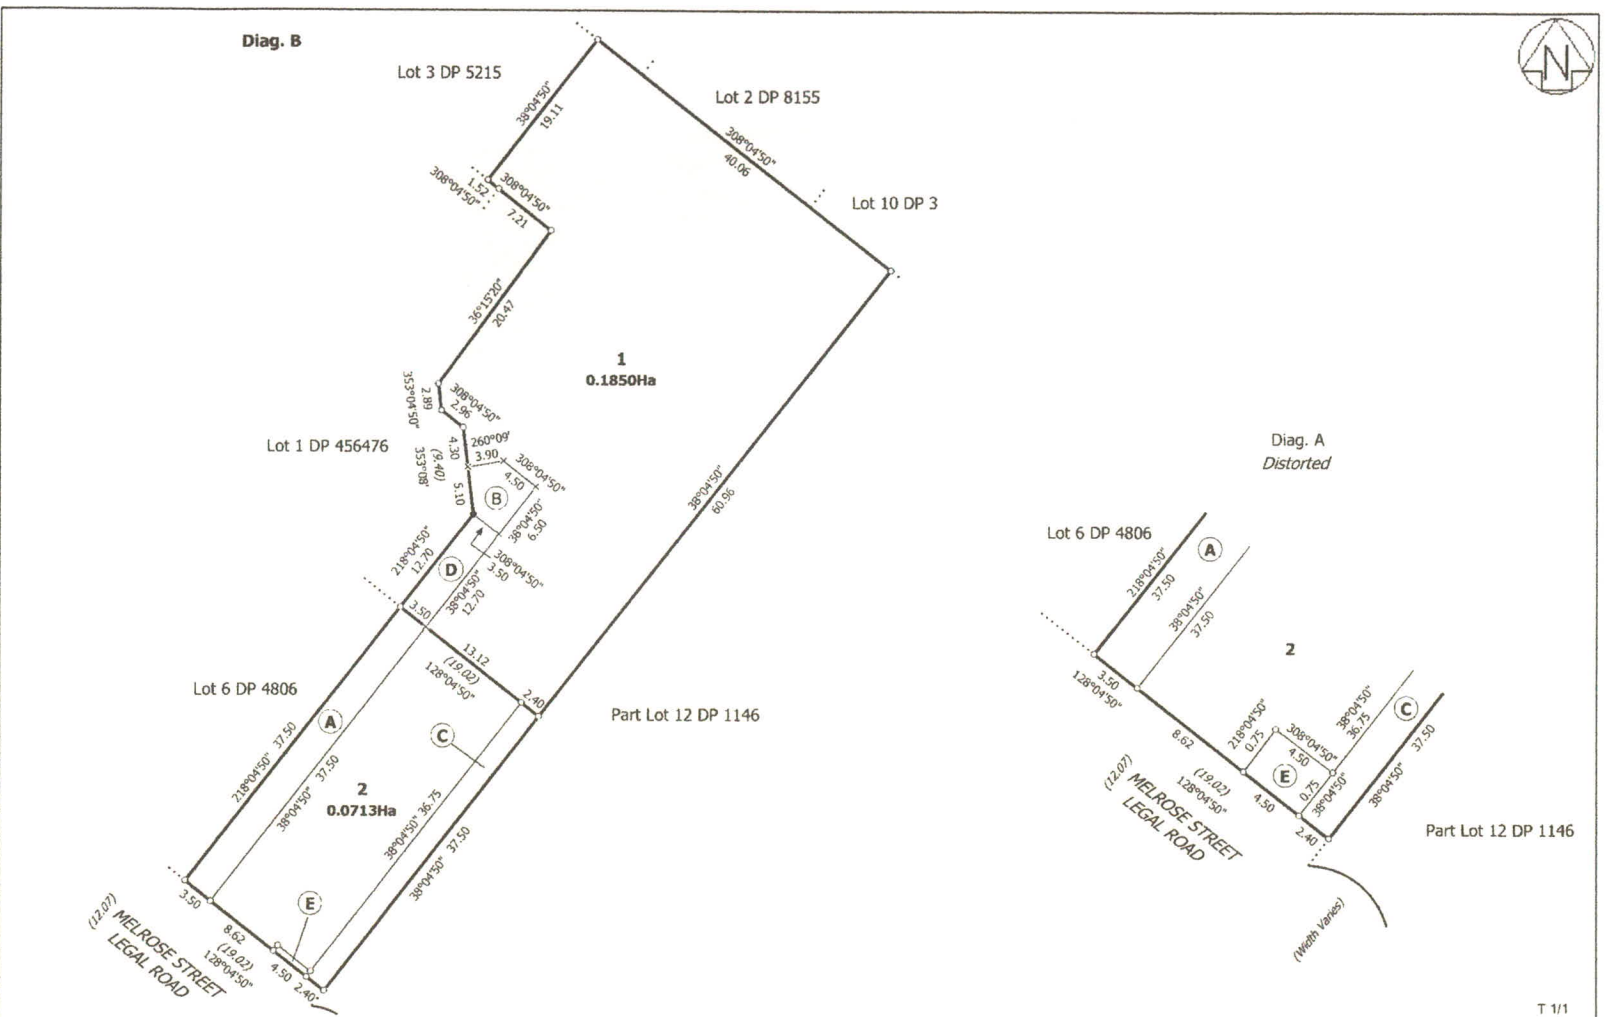 Diag. B
N
Lot 3 DP 5215
Lot 2 DP 8155
38°04'50"
19.11
308°04'50"
40.06
308°04'50"
1.52
308°04'50"
7.21
Lot 10 DP 3
36°15'20"
20.47
1
0.1850Ha
353°04'50"
2.89
308°04'50"
2.96
Lot 1 DP 456476
4.30
260°09'
3.90
353°08'
(9.40)
5.10
308°04'50"
4.50
B
38°04'50"
6.50
38°04'50"
60.96
218°04'50"
12.70
D
308°04'50"
3.50
38°04'50"
12.70
3.50
13.12
(19.02)
128°04'50"
2.40
Lot 6 DP 4806
Part Lot 12 DP 1146
A
C
218°04'50" 37.50
38°04'50" 37.50
2
0.0713Ha
38°04'50" 36.75
38°04'50" 37.50
E
3.50
8.62
(19.02)
128°04'50"
4.50
2.40
(12.07)
MELROSE STREET
LEGAL ROAD
Diag. A
Distorted
Lot 6 DP 4806
A
218°04'50"
37.50
38°04'50"
37.50
2
3.50
128°04'50"
8.62
218°04'50"
0.75
308°04'50"
4.50
38°04'50"
36.75
C
E
38°04'50" 37.50
(19.02)
128°04'50"
4.50
0.75
38°04'50"
2.40
(12.07)
MELROSE STREET
LEGAL ROAD
Part Lot 12 DP 1146
(Width Varies)
T 1/1